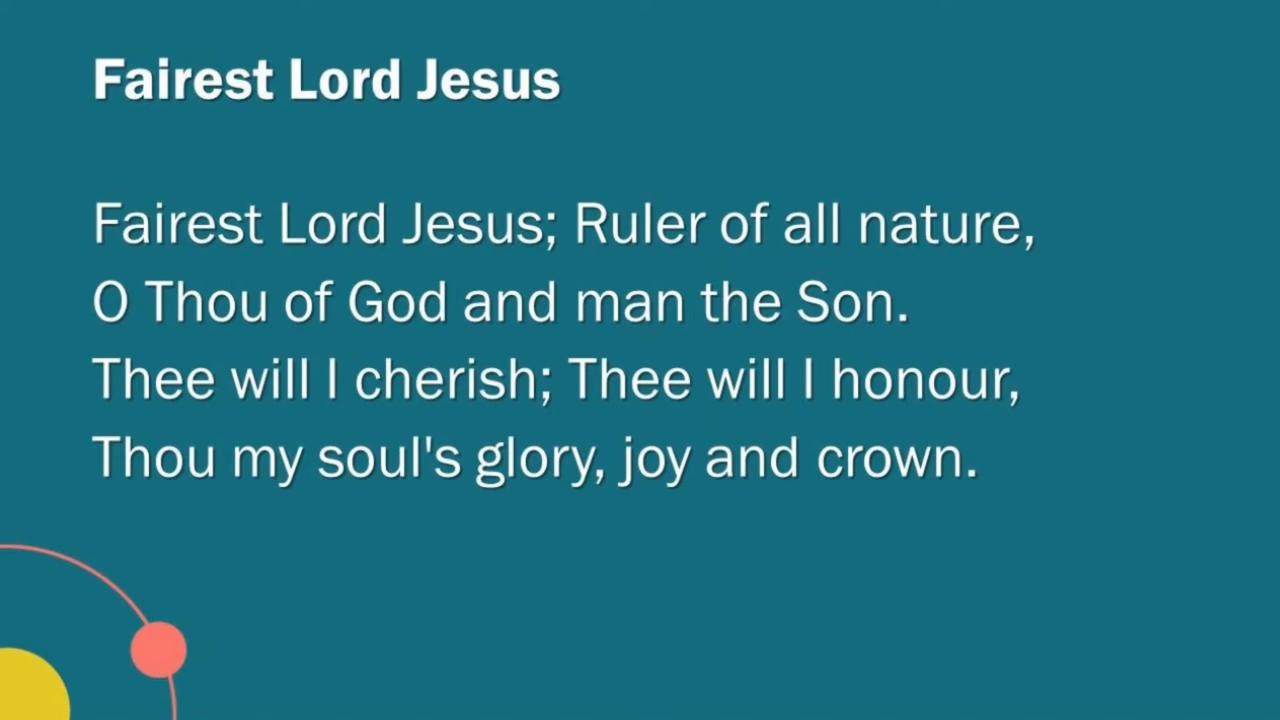 Fairest Lord Jesus
Fairest Lord Jesus; Ruler of all nature,
O Thou of God and man the Son.
Thee will I cherish; Thee will I honour,
Thou my soul's glory, joy and crown.